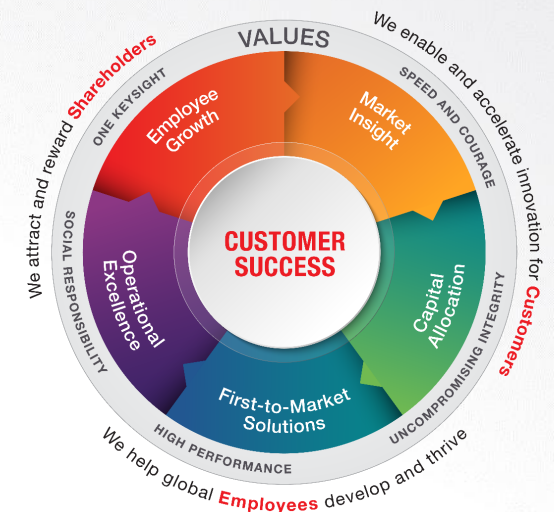 VALUES
We enable and accelerate innovation for Customers
We help global Employees develop and thrive
We attract and reward Shareholders
ONE KEYSIGHT
SPEED AND COURAGE
UNCOMPROMISING INTEGRITY
HIGH PERFORMANCE
SOCIAL RESPONSIBILITY
Employee
Growth
Market
Insight
Capital
Allocation
First-to-Market
Solutions
Operational
Excellence
CUSTOMER
SUCCESS